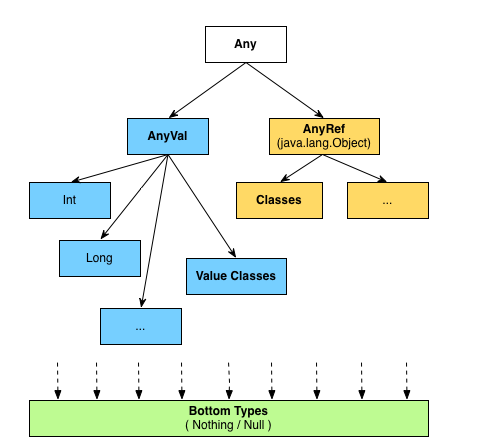 Any
AnyVal
AnyRef
(java.lang.Object)
Int
Classes
...
Long
Value Classes
...
Bottom Types
( Nothing / Null )